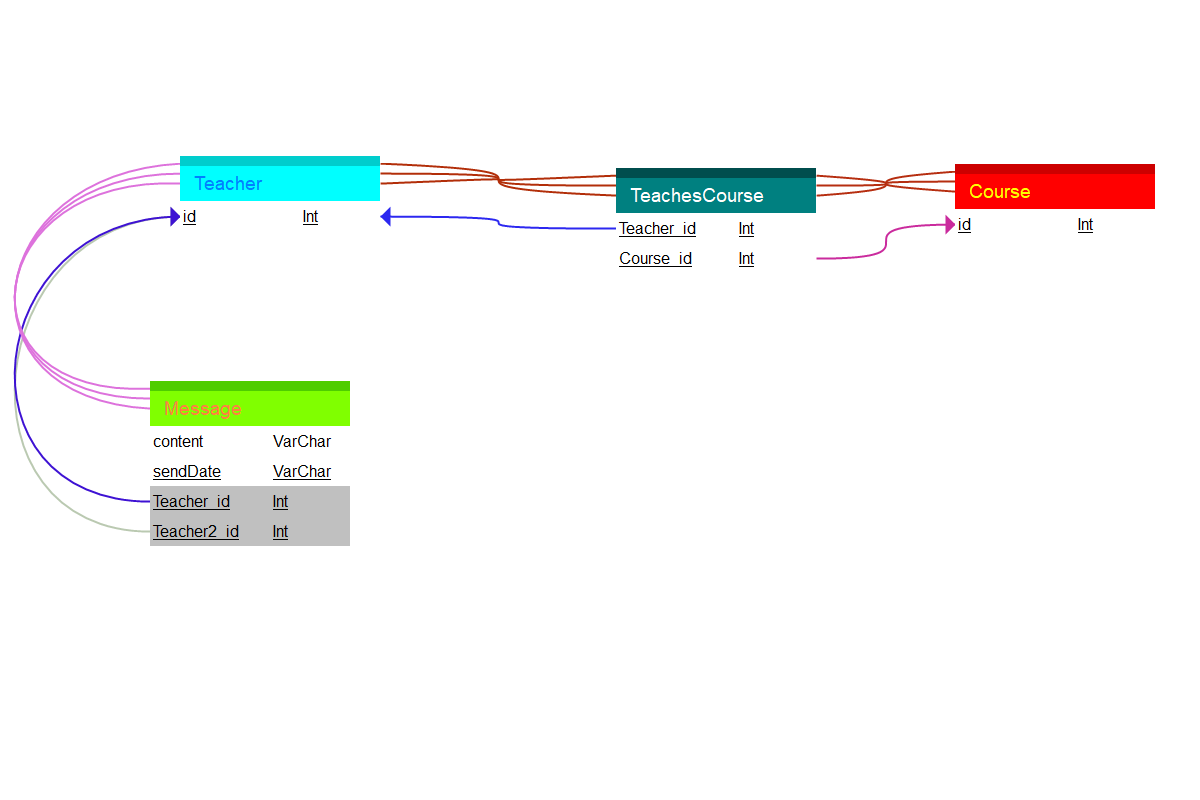 Teacher
id Int
TeachesCourse
Teacher_id Int
Course_id Int
Course
id Int
Message
content VarChar
sendDate VarChar
Teacher_id Int
Teacher2_id Int